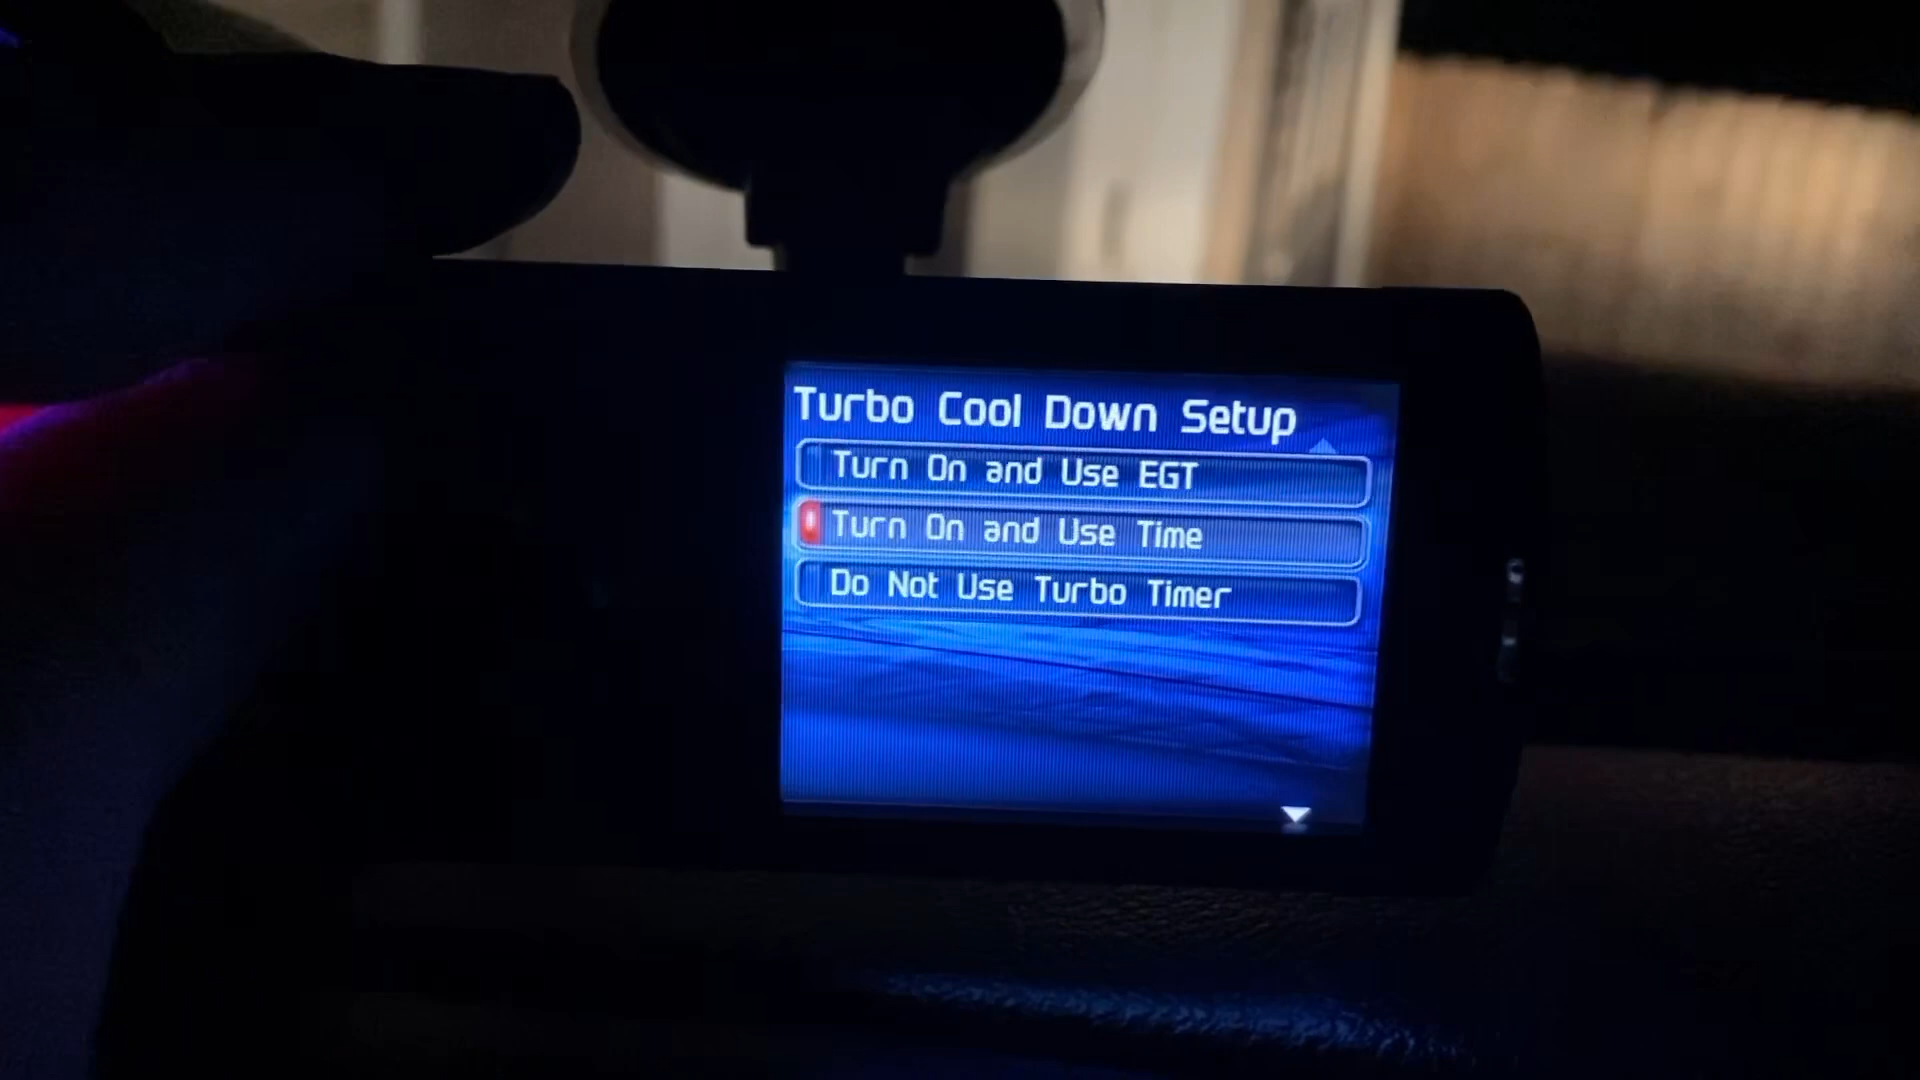 Turbo Cool Down Setup
Turn On and Use EGT
Turn On and Use Time
Do Not Use Turbo Timer